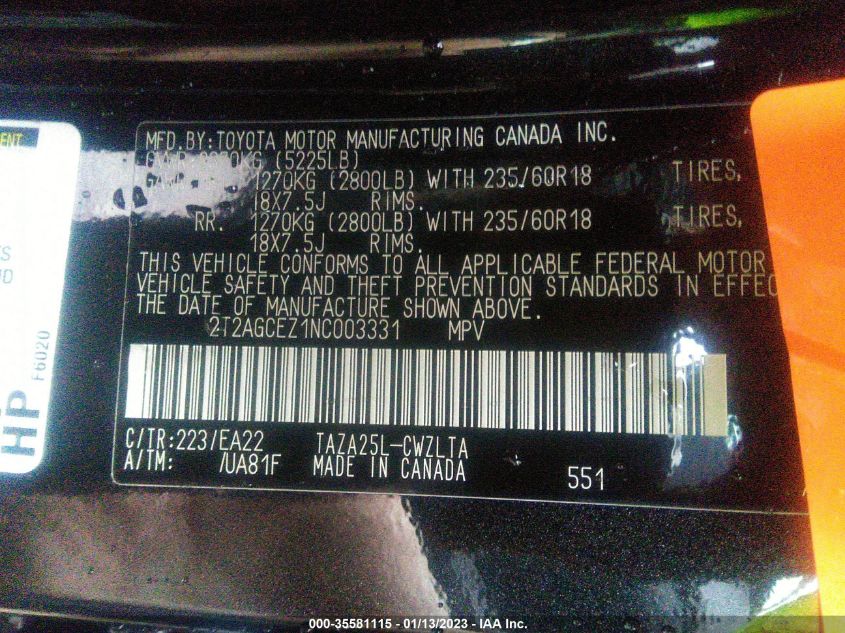 MFD.BY:TOYOTA MOTOR MANUFACTURING CANADA INC.
(5225LB)
1270KG (2800LB) WITH 235/60R18 TIRES,
18X7.5J RIMS.
RR. 1270KG (2800LB) WITH 235/60R18 TIRES,
18X7.5J RIMS.
THIS VEHICLE CONFORMS TO ALL APPLICABLE FEDERAL MOTOR
VEHICLE SAFETY AND THEFT PREVENTION STANDARDS IN EFFEC
THE DATE OF MANUFACTURE SHOWN ABOVE.
2T2AGCEZ1NC003331 MPV
C/TR:223/EA22 TAZA25L-CWZLTA
A/TM: /UA81F MADE IN CANADA 551
HP
F6020
000-35581115 - 01/13/2023 - IAA Inc.